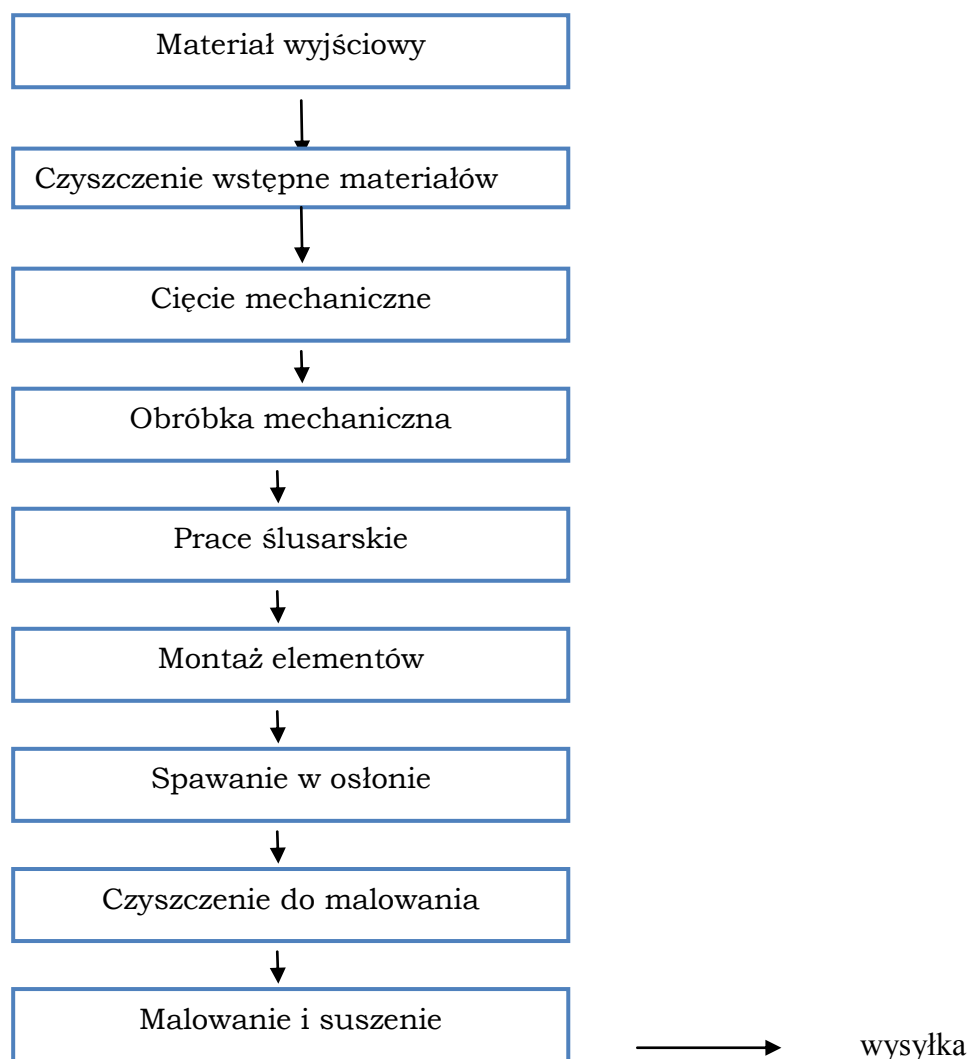 Materiał wyjściowy
Czyszczenie wstępne materiałów
Cięcie mechaniczne
Obróbka mechaniczna
Prace ślusarskie
Montaż elementów
Spawanie w osłonie
Czyszczenie do malowania
Malowanie i suszenie
wysyłka